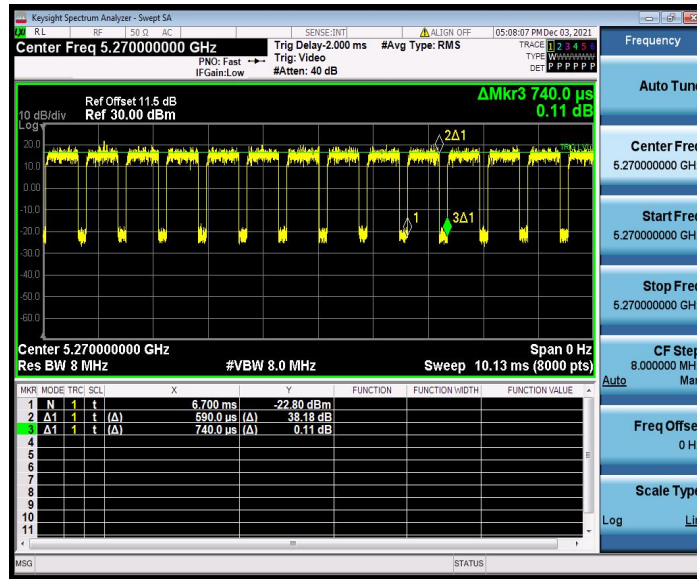 Keysight Spectrum Analyzer - Swept SA
LXI RL RF 50 Ω AC SENSE:INT ALIGN OFF 05:08:07 PM Dec 03, 2021
Center Freq 5.270000000 GHz
PNO: Fast
IFGain:Low
Trig Delay-2.000 ms
Trig: Video
#Atten: 40 dB
#Avg Type: RMS
TRACE 1 2 3 4 5 6
TYPE WWWWWW
DET P P P P P P
Ref Offset 11.5 dB
10 dB/div Ref 30.00 dBm
Log
ΔMkr3 740.0 µs
0.11 dB
20.0
10.0
0.00
-10.0
-20.0
-30.0
-40.0
-50.0
-60.0
2Δ1
1
3Δ1
Center 5.270000000 GHz Span 0 Hz
Res BW 8 MHz #VBW 8.0 MHz Sweep 10.13 ms (8000 pts)
MKR MODE TRC SCL X Y FUNCTION FUNCTION WIDTH FUNCTION VALUE
1 N 1 t 6.700 ms -22.80 dBm
2 Δ1 1 t (Δ) 590.0 µs (Δ) 38.18 dB
3 Δ1 1 t (Δ) 740.0 µs (Δ) 0.11 dB
4
5
6
7
8
9
10
11
MSG STATUS
Frequency
Auto Tune
Center Freq
5.270000000 GH
Start Freq
5.270000000 GH
Stop Freq
5.270000000 GH
CF Step
8.000000 MH
Auto Man
Freq Offse
0 H
Scale Type
Log Lin